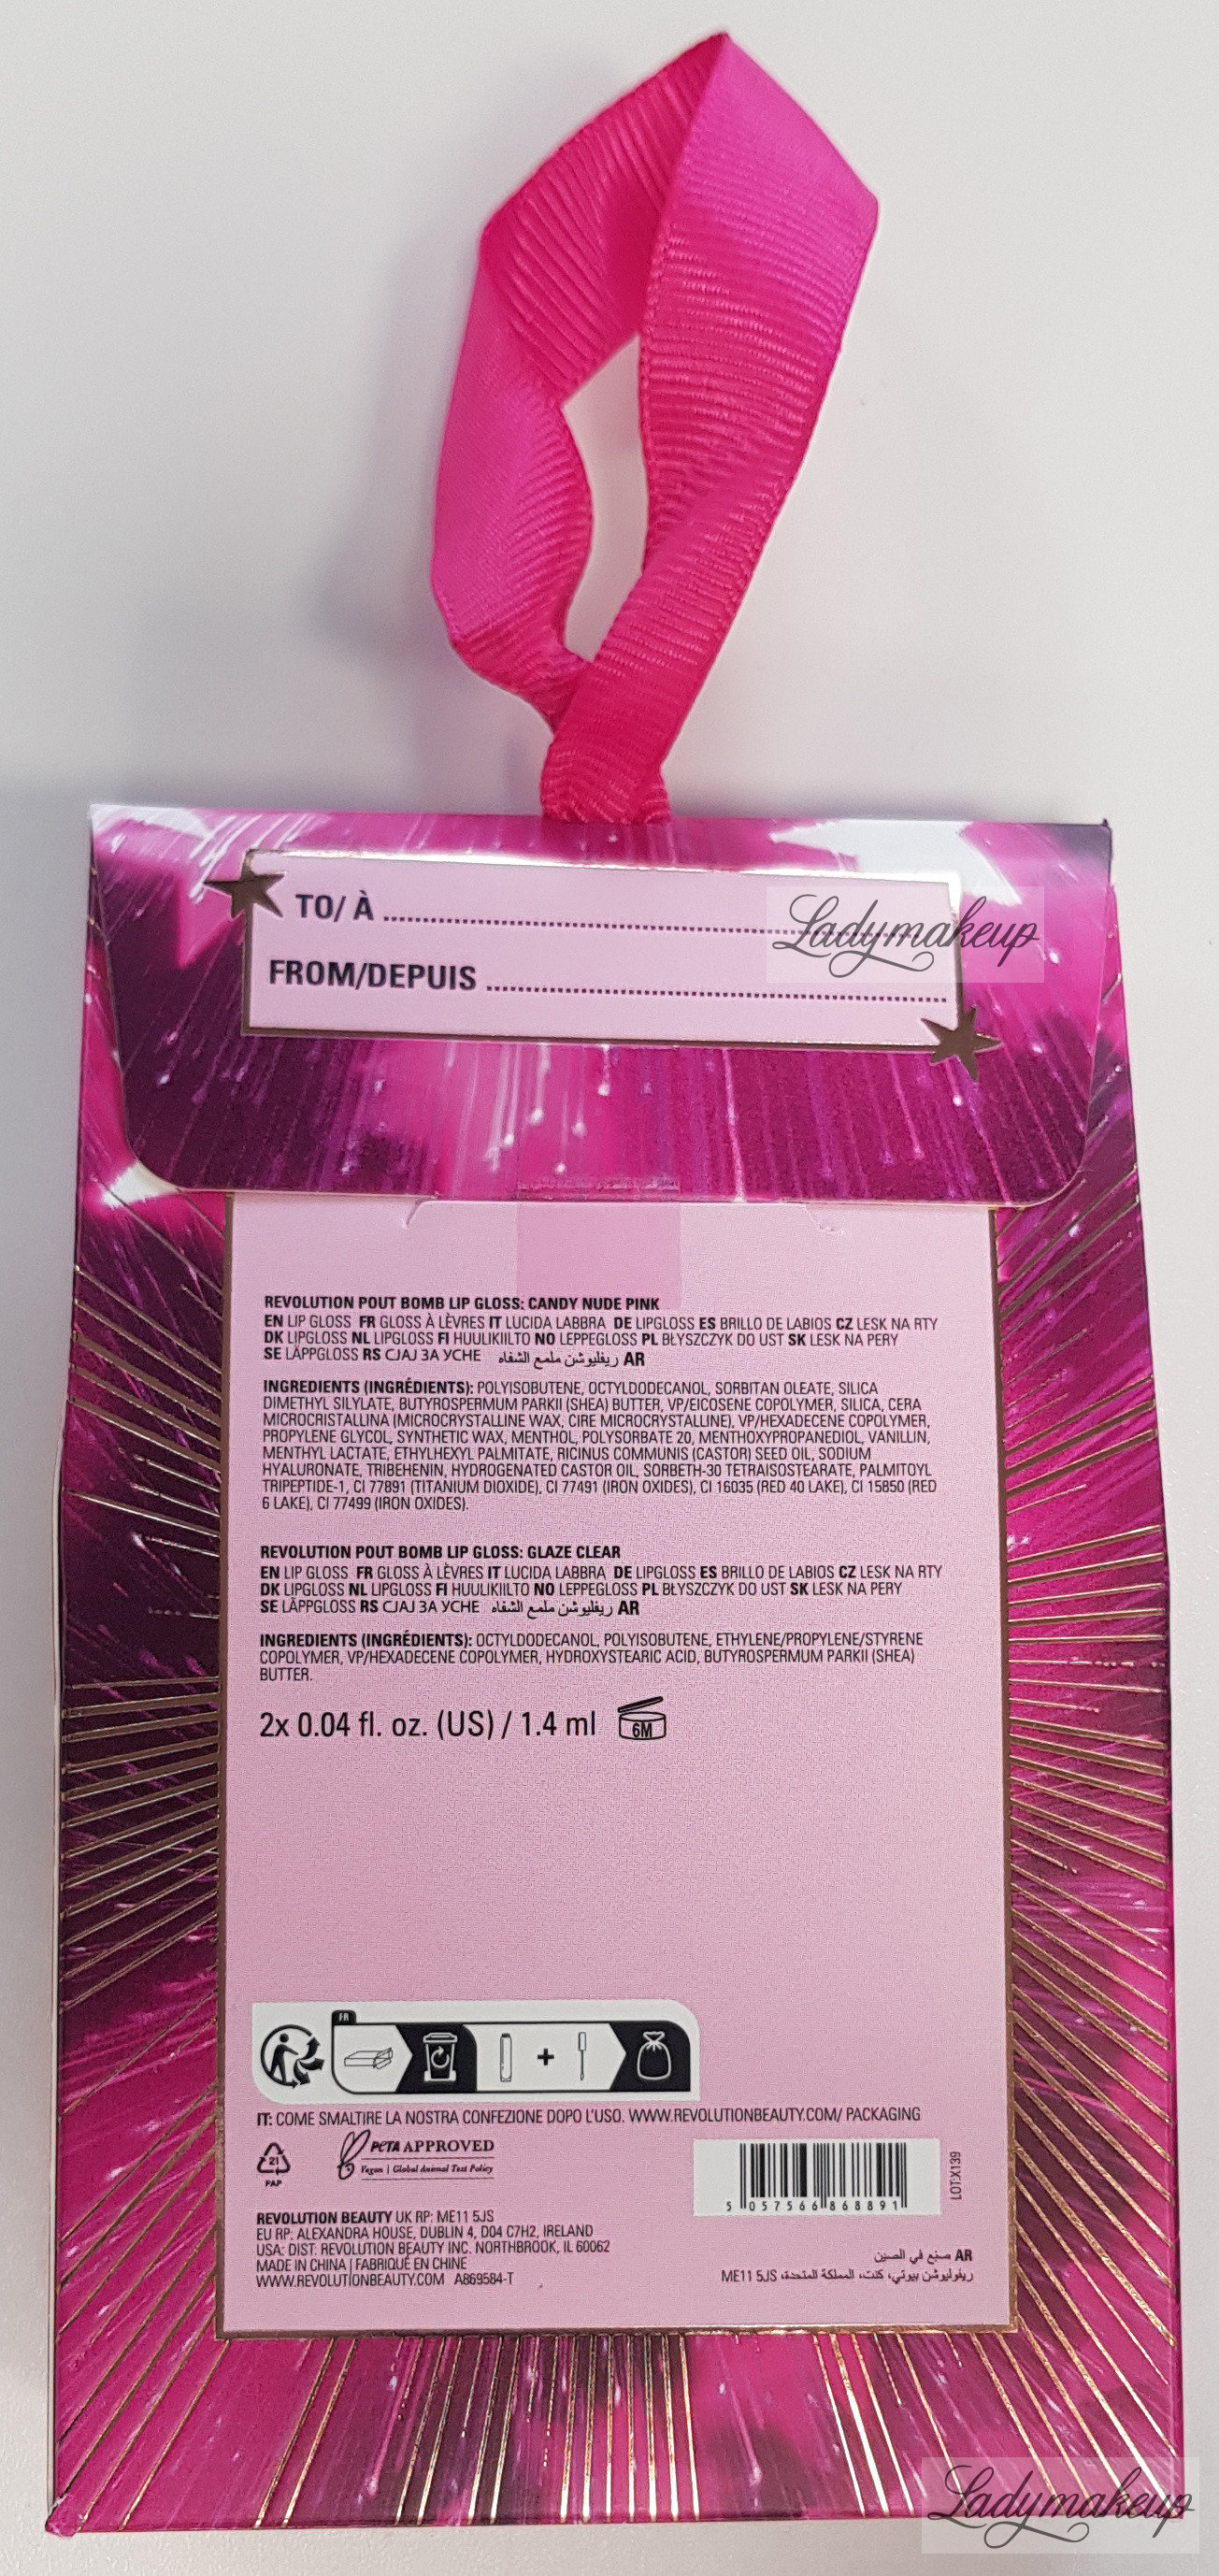 TO/ À
Ladymakeup
FROM/DEPUIS
REVOLUTION POUT BOMB LIP GLOSS: CANDY NUDE PINK
EN LIP GLOSS FR GLOSS À LÈVRES IT LUCIDA LABBRA DE LIPGLOSS ES BRILLO DE LABIOS CZ LESK NA RTY
DK LIPGLOSS NL LIPGLOSS FI HUULIKIILTO NO LEPPEGLOSS PL BŁYSZCZYK DO UST SK LESK NA PERY
SE LÄPPGLOSS RS СЈАЈ ЗА УСНЕ ريفليوشن ملمع الشفاه AR
INGREDIENTS (INGRÉDIENTS): POLYISOBUTENE, OCTYLDODECANOL, SORBITAN OLEATE, SILICA
DIMETHYL SILYLATE, BUTYROSPERMUM PARKII (SHEA) BUTTER, VP/EICOSENE COPOLYMER, SILICA, CERA
MICROCRISTALLINA (MICROCRYSTALLINE WAX, CIRE MICROCRYSTALLINE), VP/HEXADECENE COPOLYMER,
PROPYLENE GLYCOL, SYNTHETIC WAX, MENTHOL, POLYSORBATE 20, MENTHOXYPROPANEDIOL, VANILLIN,
MENTHYL LACTATE, ETHYLHEXYL PALMITATE, RICINUS COMMUNIS (CASTOR) SEED OIL, SODIUM
HYALURONATE, TRIBEHENIN, HYDROGENATED CASTOR OIL, SORBETH-30 TETRAISOSTEARATE, PALMITOYL
TRIPEPTIDE-1, CI 77891 (TITANIUM DIOXIDE), CI 77491 (IRON OXIDES), CI 16035 (RED 40 LAKE), CI 15850 (RED
6 LAKE), CI 77499 (IRON OXIDES).
REVOLUTION POUT BOMB LIP GLOSS: GLAZE CLEAR
EN LIP GLOSS FR GLOSS À LÈVRES IT LUCIDA LABBRA DE LIPGLOSS ES BRILLO DE LABIOS CZ LESK NA RTY
DK LIPGLOSS NL LIPGLOSS FI HUULIKIILTO NO LEPPEGLOSS PL BŁYSZCZYK DO UST SK LESK NA PERY
SE LÄPPGLOSS RS СЈАЈ ЗА УСНЕ ريفليوشن ملمع الشفاه AR
INGREDIENTS (INGRÉDIENTS): OCTYLDODECANOL, POLYISOBUTENE, ETHYLENE/PROPYLENE/STYRENE
COPOLYMER, VP/HEXADECENE COPOLYMER, HYDROXYSTEARIC ACID, BUTYROSPERMUM PARKII (SHEA)
BUTTER.
2x 0.04 fl. oz. (US) / 1.4 ml 6M
FR
IT: COME SMALTIRE LA NOSTRA CONFEZIONE DOPO L'USO. WWW.REVOLUTIONBEAUTY.COM/ PACKAGING
21
PAP
PETA APPROVED
Vegan | Global Animal Test Policy
5 057566 868891
LOT:X139
REVOLUTION BEAUTY UK RP: ME11 5JS
EU RP: ALEXANDRA HOUSE, DUBLIN 4, D04 C7H2, IRELAND
USA: DIST: REVOLUTION BEAUTY INC. NORTHBROOK, IL 60062
MADE IN CHINA | FABRIQUÉ EN CHINE
WWW.REVOLUTIONBEAUTY.COM A869584-T
AR صنع في الصين
ريفوليوشن بيوتي، كنت، المملكة المتحدة، ME11 5JS
Ladymakeup